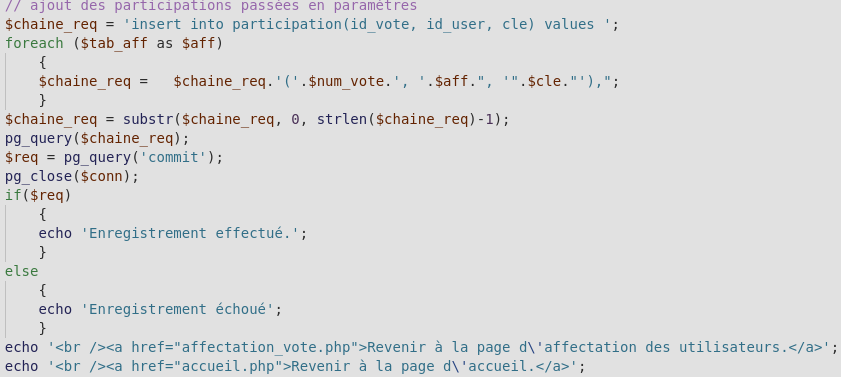 // ajout des participations passées en paramètres
$chaine_req = 'insert into participation(id_vote, id_user, cle) values ';
foreach ($tab_aff as $aff)
    {
    $chaine_req =   $chaine_req.'('.$num_vote.', '.$aff.", '".$cle."'),";
    }
$chaine_req = substr($chaine_req, 0, strlen($chaine_req)-1);
pg_query($chaine_req);
$req = pg_query('commit');
pg_close($conn);
if($req)
    {
    echo 'Enregistrement effectué.';
    }
else
    {
    echo 'Enregistrement échoué';
    }
echo '<br /><a href="affectation_vote.php">Revenir à la page d\'affectation des utilisateurs.</a>';
echo '<br /><a href="accueil.php">Revenir à la page d\'accueil.</a>';